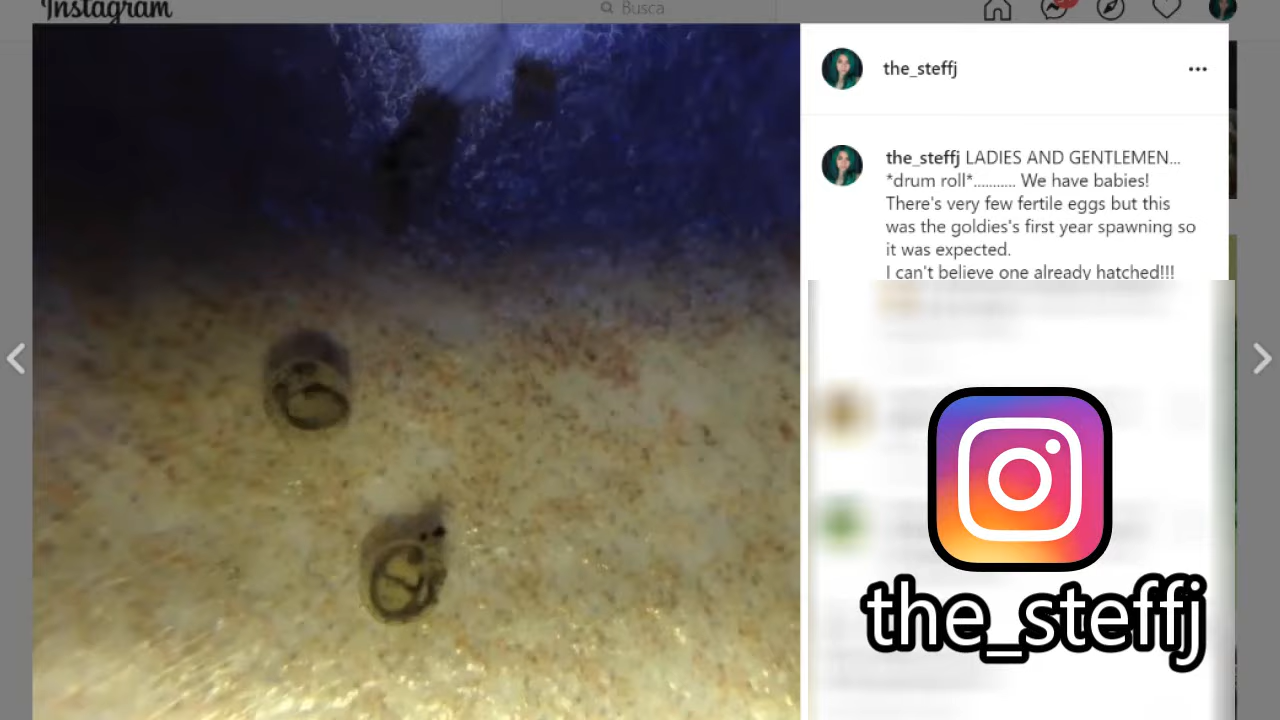 Instagram
Busca
the_steffj
the_steffj LADIES AND GENTLEMEN...
*drum roll*........... We have babies!
There's very few fertile eggs but this
was the goldies's first year spawning so
it was expected.
I can't believe one already hatched!!!
the_steffj